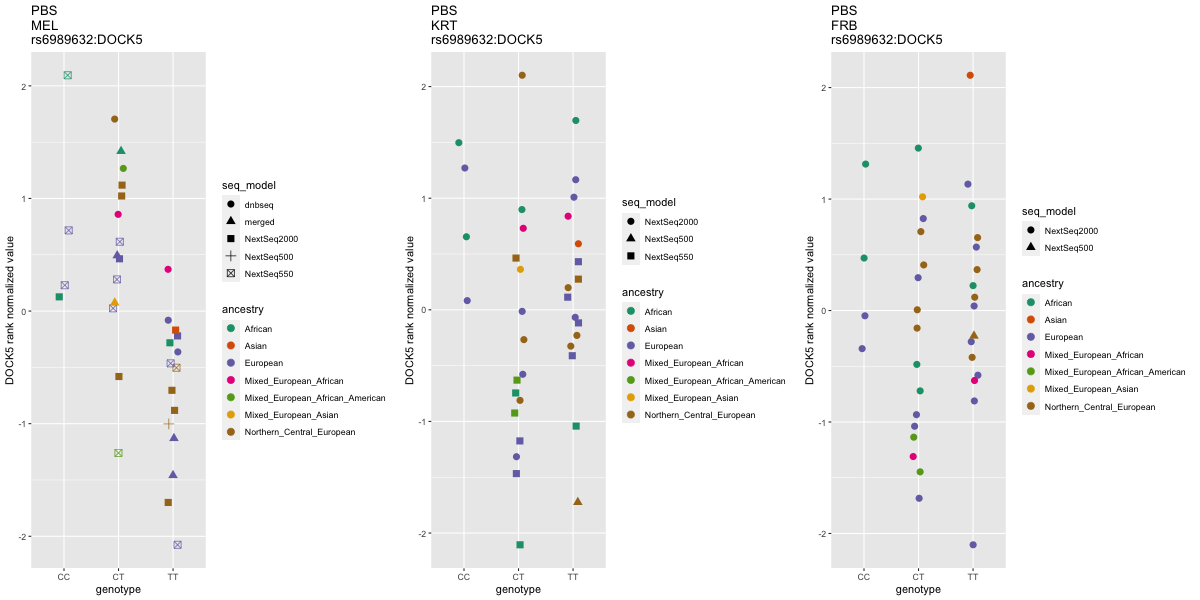 PBS
MEL
rs6989632:DOCK5
DOCK5 rank normalized value
2
1
0
-1
-2
CC
CT
TT
genotype
seq_model
dnbseq
merged
NextSeq2000
NextSeq500
NextSeq550
ancestry
African
Asian
European
Mixed_European_African
Mixed_European_African_American
Mixed_European_Asian
Northern_Central_European
PBS
KRT
rs6989632:DOCK5
DOCK5 rank normalized value
2
1
0
-1
-2
CC
CT
TT
genotype
seq_model
NextSeq2000
NextSeq500
NextSeq550
ancestry
African
Asian
European
Mixed_European_African
Mixed_European_African_American
Mixed_European_Asian
Northern_Central_European
PBS
FRB
rs6989632:DOCK5
DOCK5 rank normalized value
2
1
0
-1
-2
CC
CT
TT
genotype
seq_model
NextSeq2000
NextSeq500
ancestry
African
Asian
European
Mixed_European_African
Mixed_European_African_American
Mixed_European_Asian
Northern_Central_European